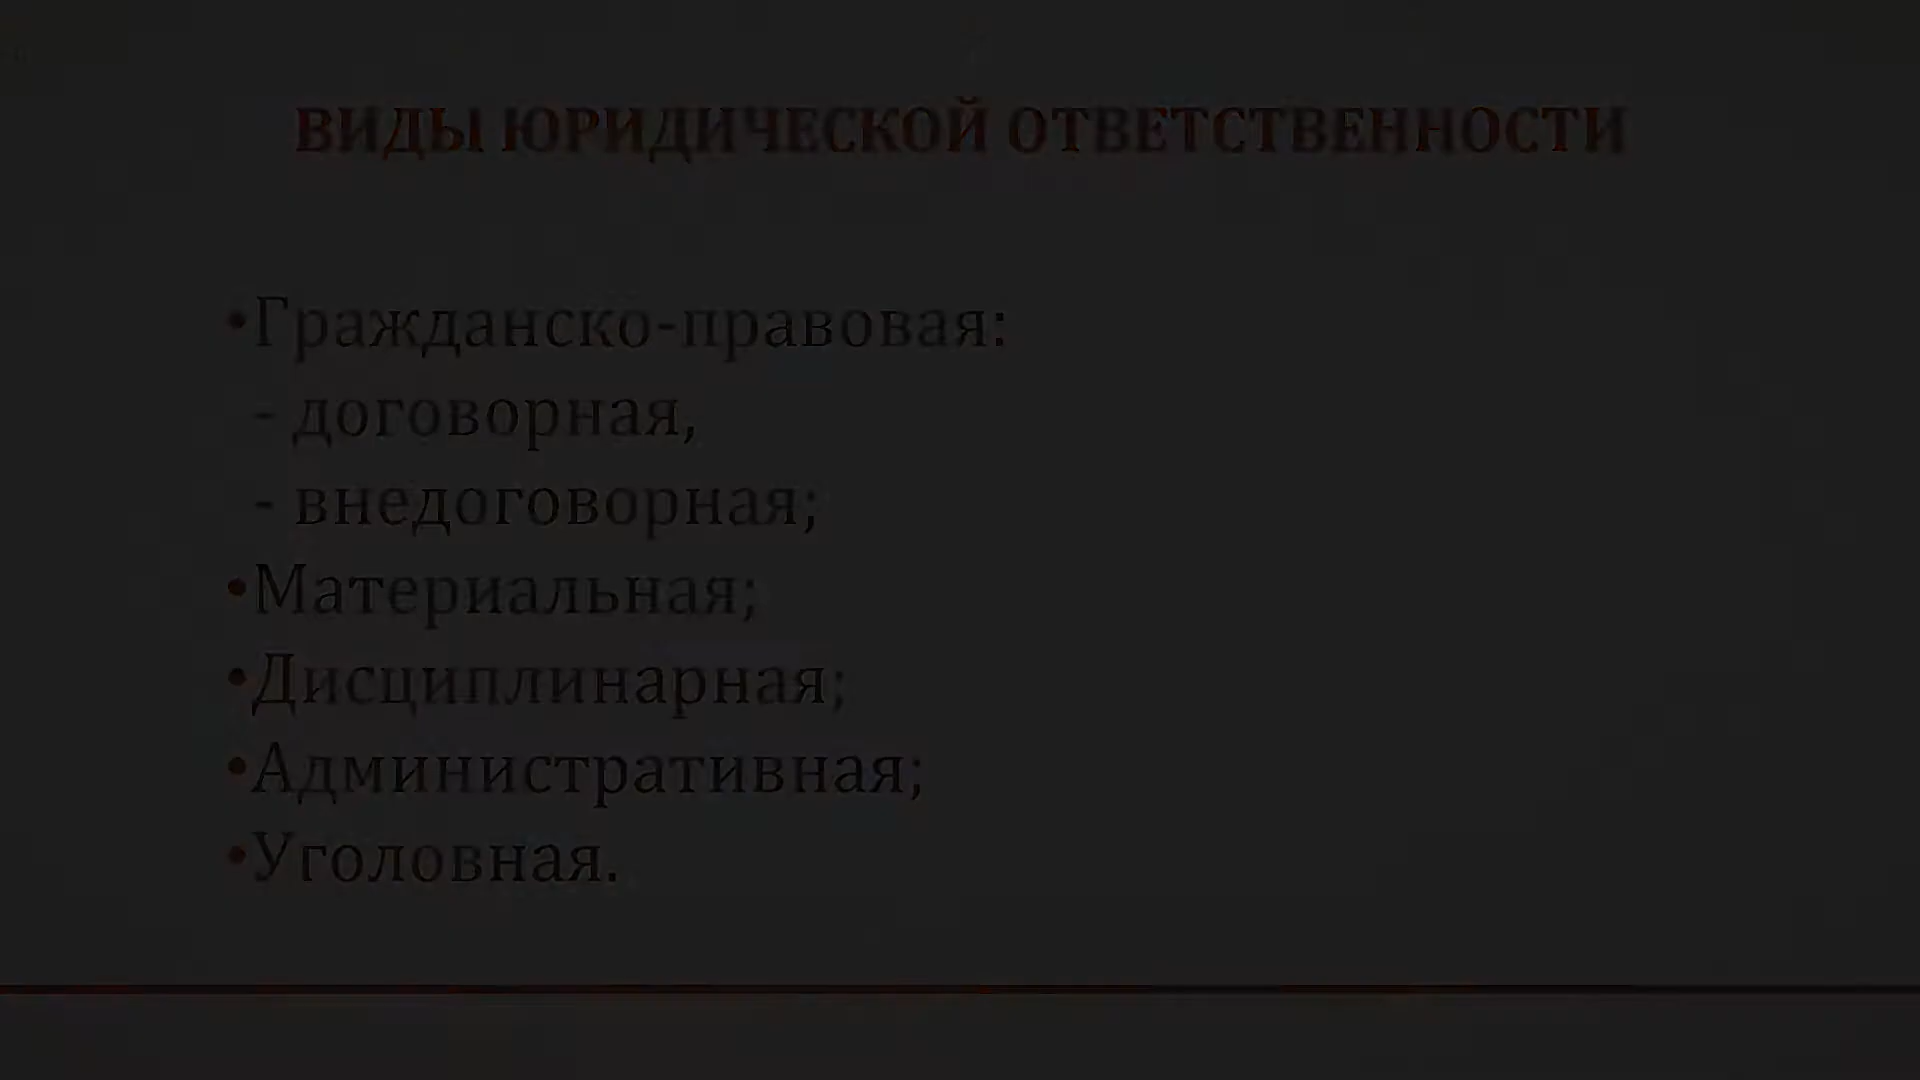 ВИДЫ ЮРИДИЧЕСКОЙ ОТВЕТСТВЕННОСТИ
•Гражданско-правовая:
- договорная,
- внедоговорная;
•Материальная;
•Дисциплинарная;
•Административная;
•Уголовная.